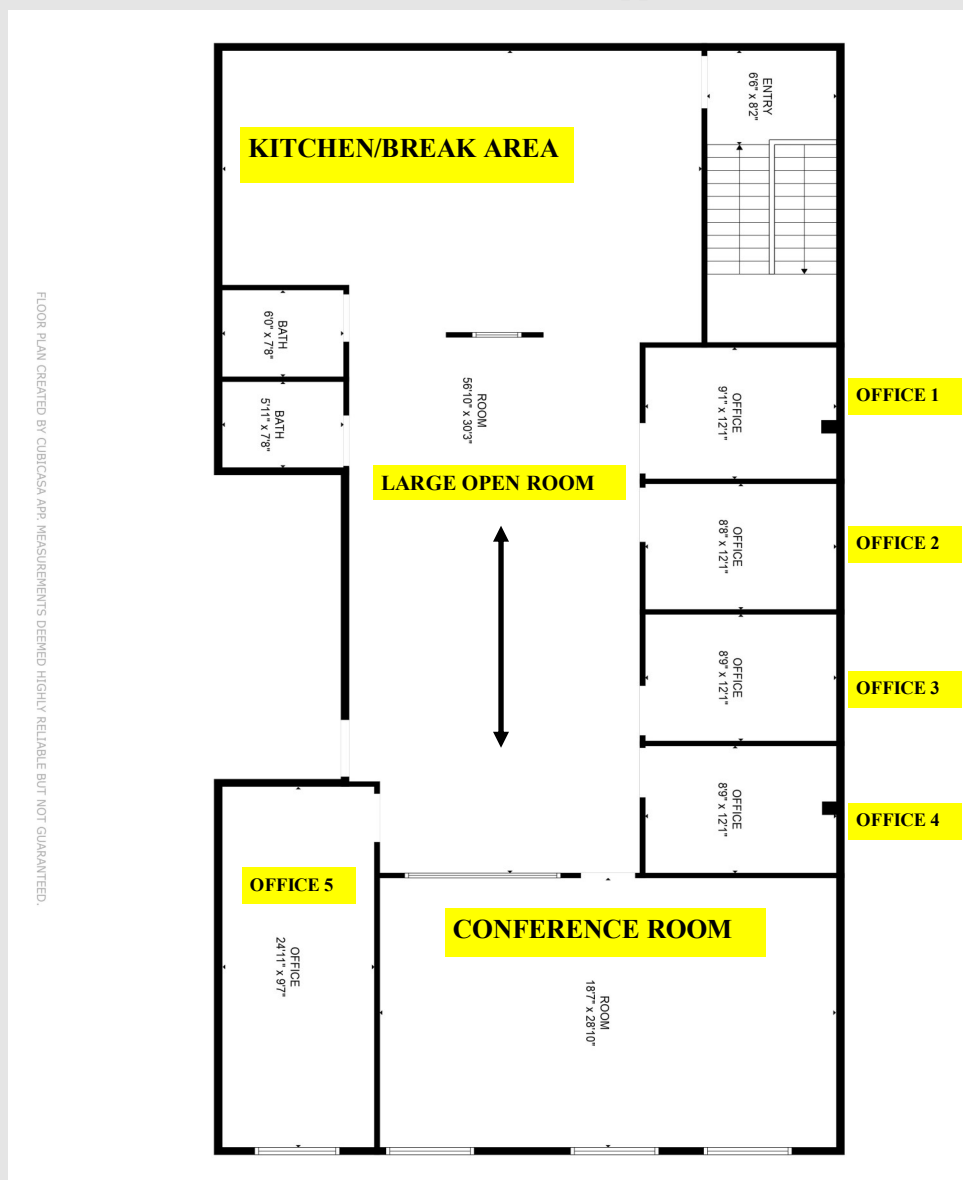 ENTRY
6'6" x 8'2"
KITCHEN/BREAK AREA
BATH
6'0" x 7'8"
BATH
5'11" x 7'8"
ROOM
56'10" x 30'3"
LARGE OPEN ROOM
OFFICE
9'1" x 12'1"
OFFICE 1
OFFICE
8'8" x 12'1"
OFFICE 2
OFFICE
8'9" x 12'1"
OFFICE 3
OFFICE
8'9" x 12'1"
OFFICE 4
OFFICE 5
OFFICE
24'11" x 9'7"
CONFERENCE ROOM
ROOM
18'7" x 28'10"
FLOOR PLAN CREATED BY CUBICASA APP. MEASUREMENTS DEEMED HIGHLY RELIABLE BUT NOT GUARANTEED.